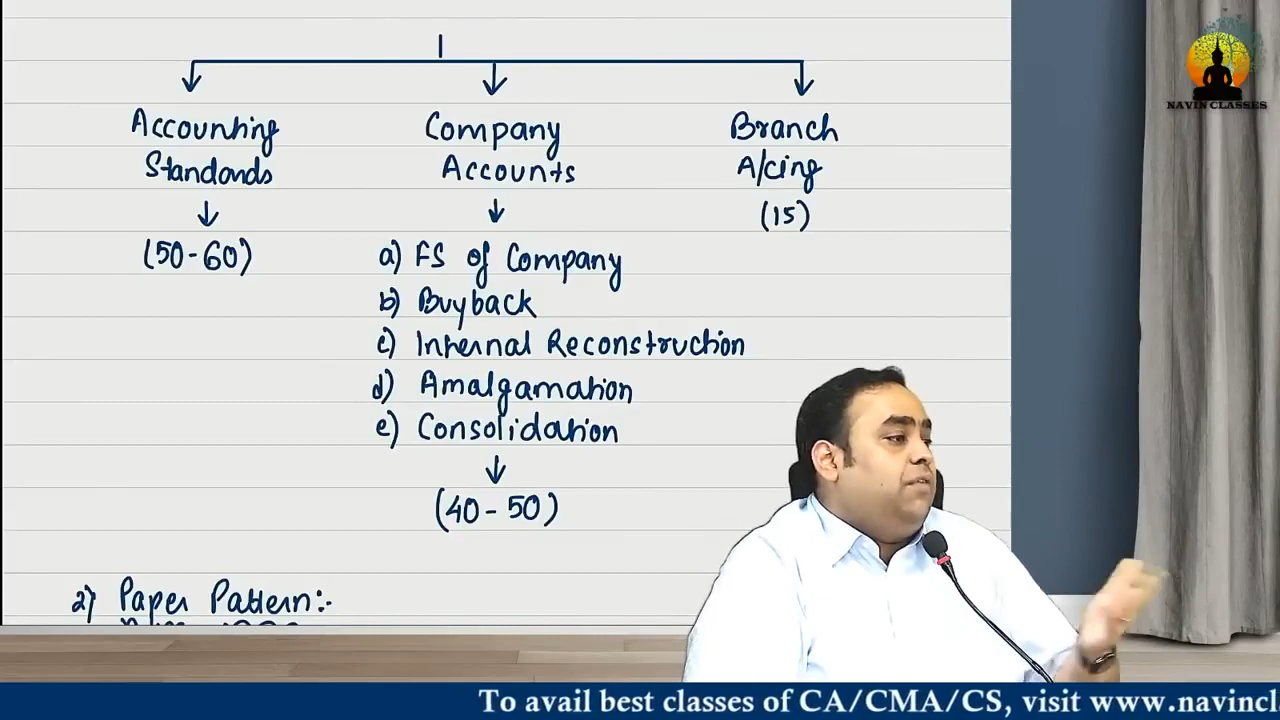 Accounting Standards
(50-60)
Company Accounts
a) FS of Company
b) Buyback
c) Internal Reconstruction
d) Amalgamation
e) Consolidation
(40-50)
Branch A/cing
(15)
2) Paper Pattern:-
NAVIN CLASSES
To avail best classes of CA/CMA/CS, visit www.navincl